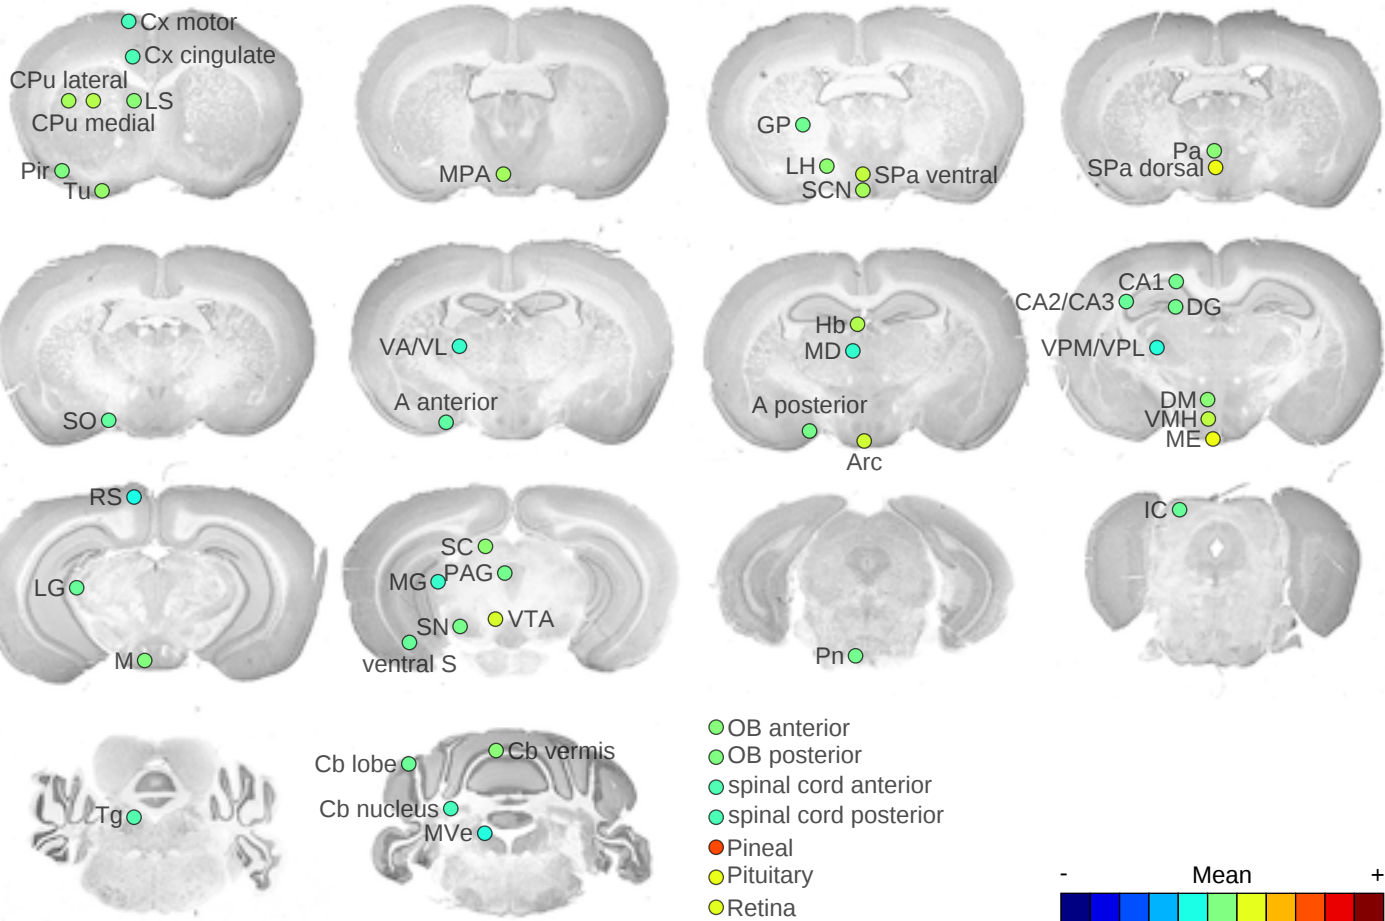 Cx motor
Cx cingulate
CPu lateral
LS
CPu medial
Pir
Tu
MPA
GP
LH
SPa ventral
SCN
Pa
SPa dorsal
SO
VA/VL
A anterior
Hb
MD
A posterior
Arc
CA1
CA2/CA3
DG
VPM/VPL
DM
VMH
ME
RS
LG
M
SC
MG
PAG
SN
VTA
ventral S
Pn
IC
Tg
Cb lobe
Cb vermis
Cb nucleus
MVe
OB anterior
OB posterior
spinal cord anterior
spinal cord posterior
Pineal
Pituitary
Retina
- Mean +